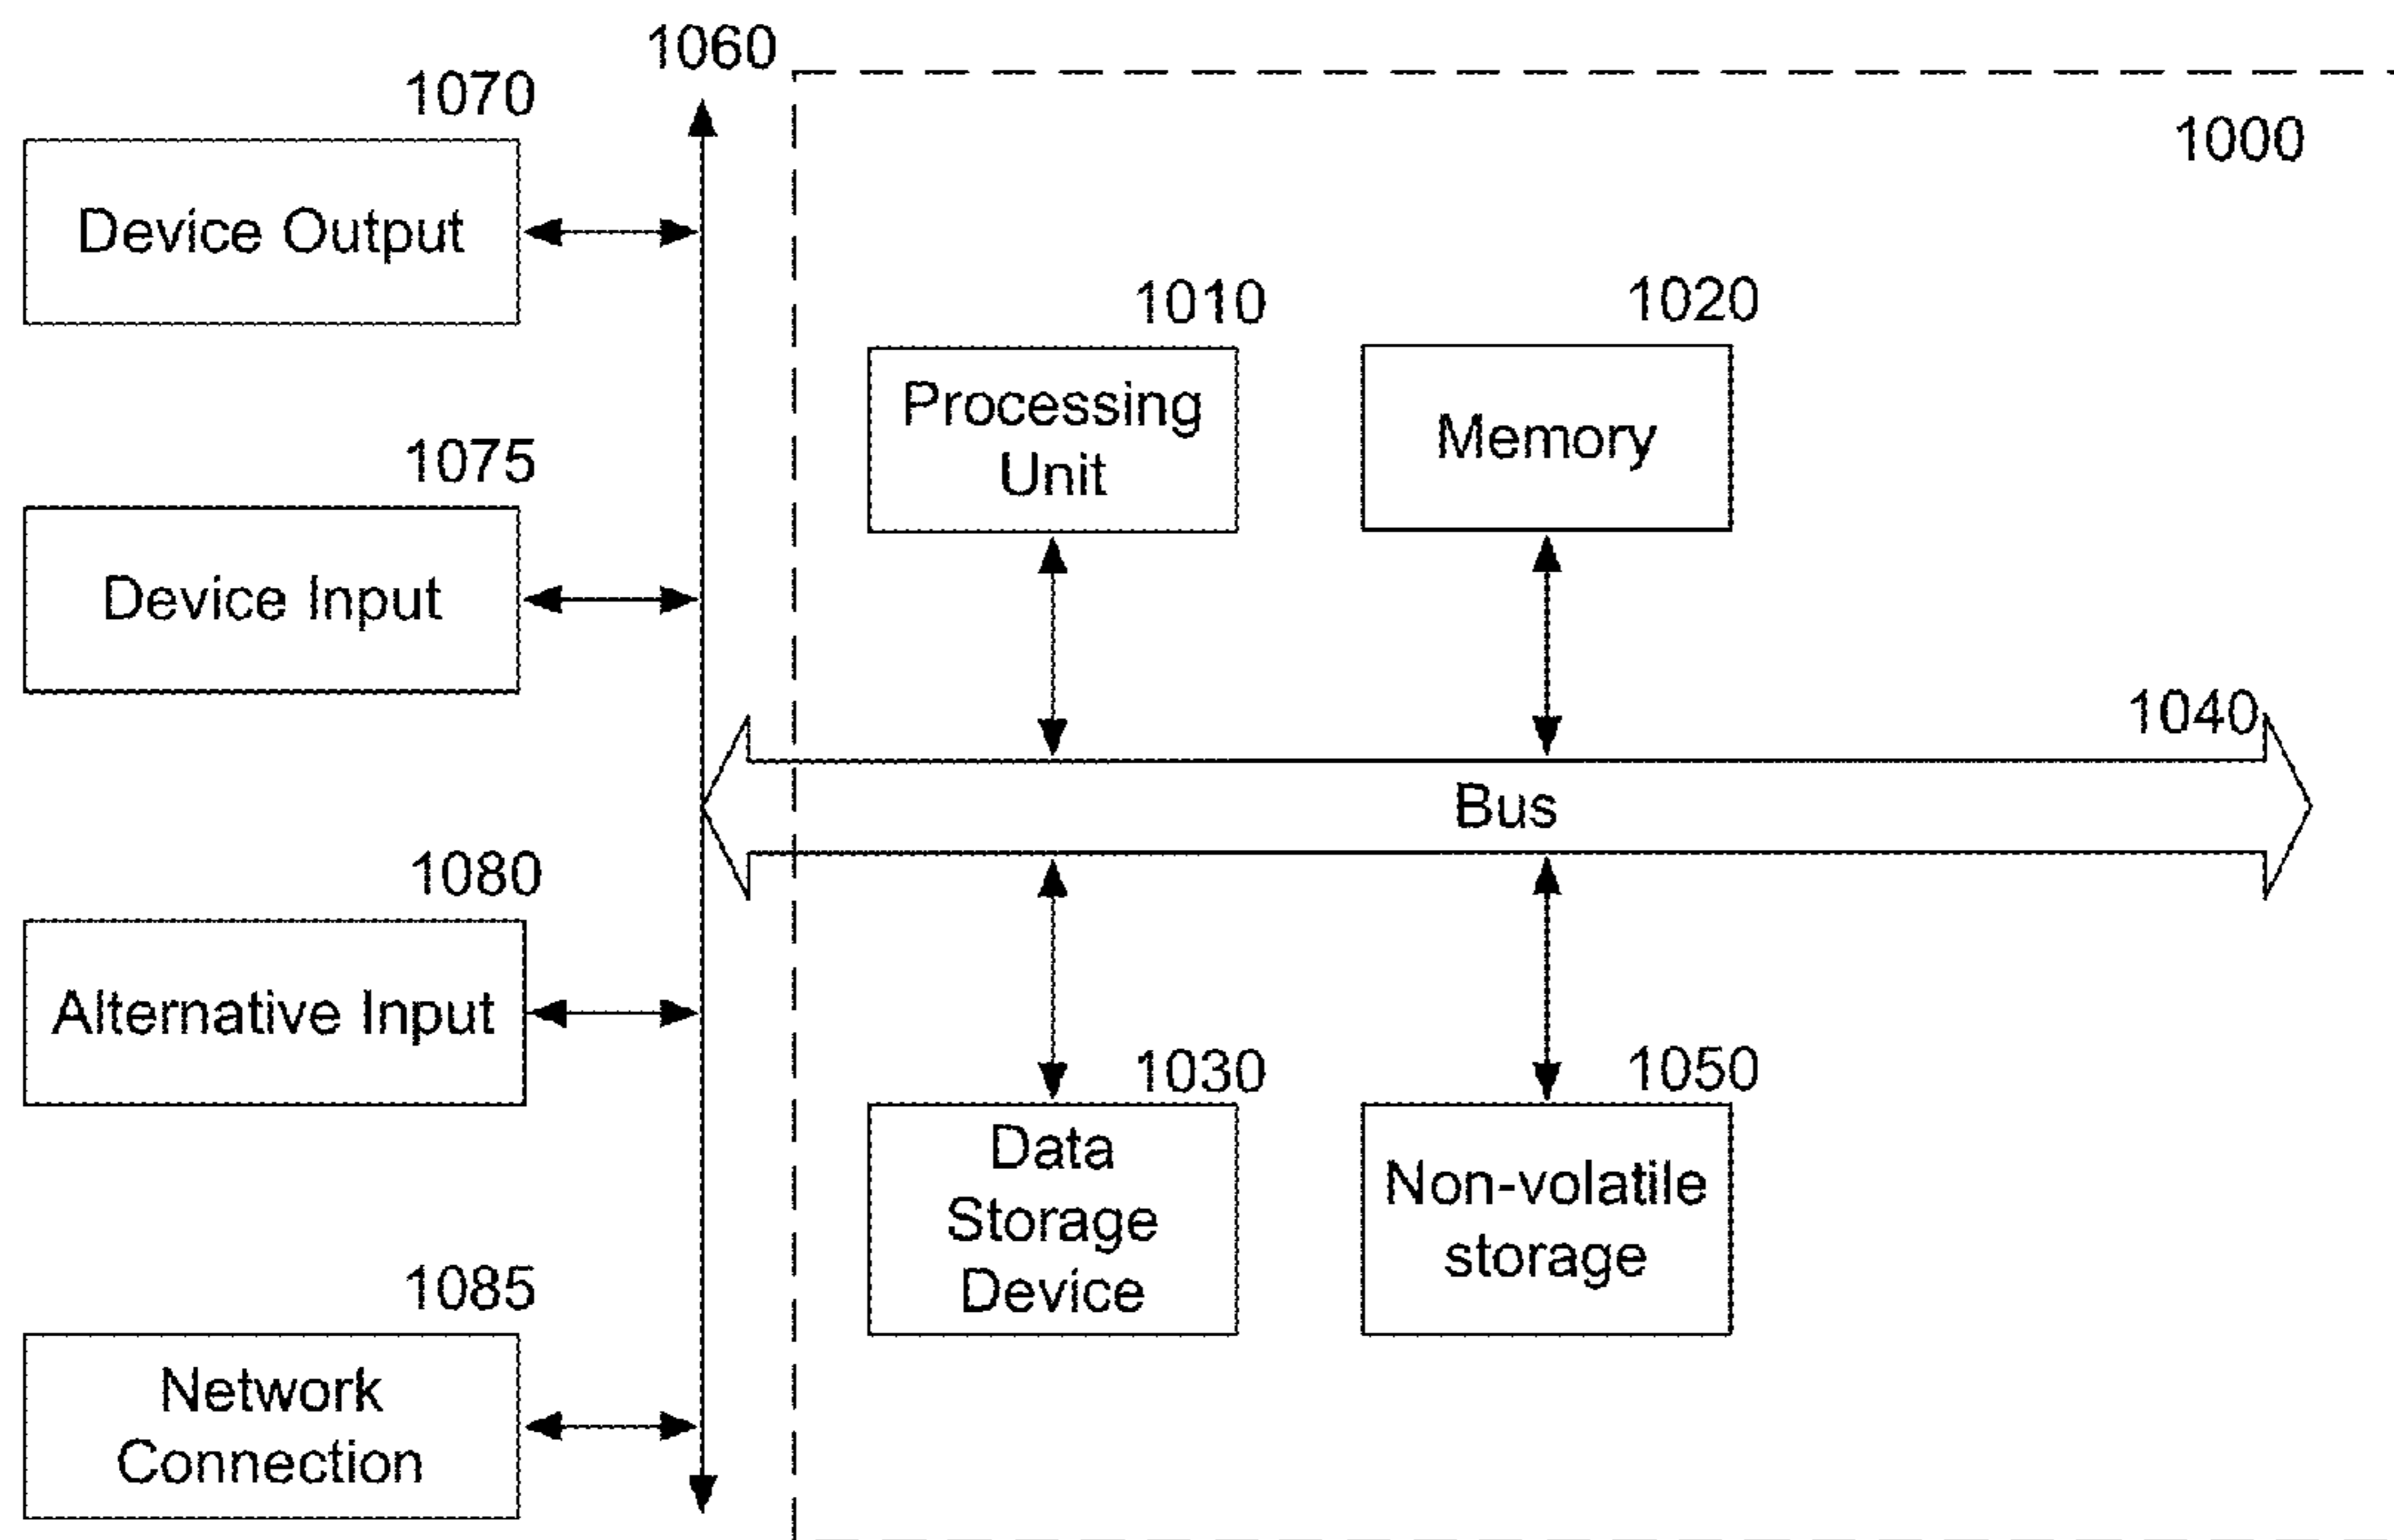 1060
1070
1000
Device Output
1010
1020
Processing
Unit
Memory
1075
Device Input
1040
Bus
1080
Alternative Input
1030
1050
Data
Storage
Device
Non-volatile
storage
1085
Network
Connection